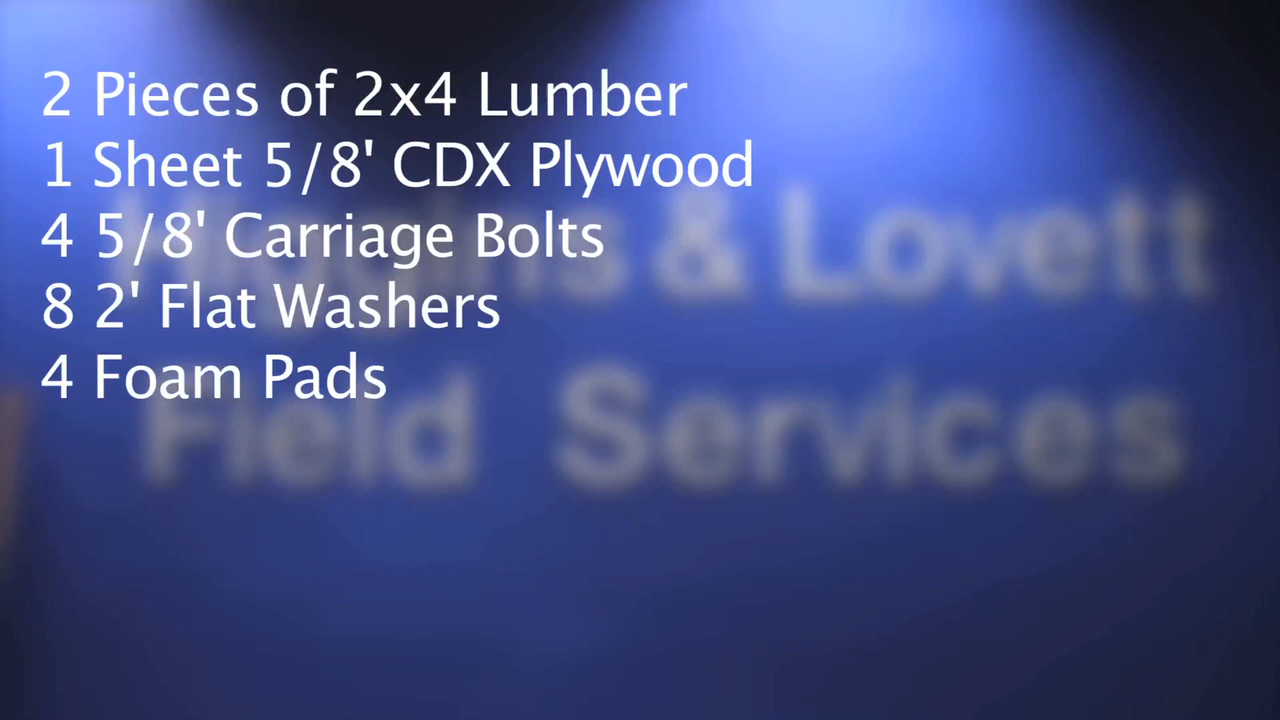 2 Pieces of 2x4 Lumber
1 Sheet 5/8' CDX Plywood
4 5/8' Carriage Bolts
8 2' Flat Washers
4 Foam Pads
Higgins & Lovett
Field Services